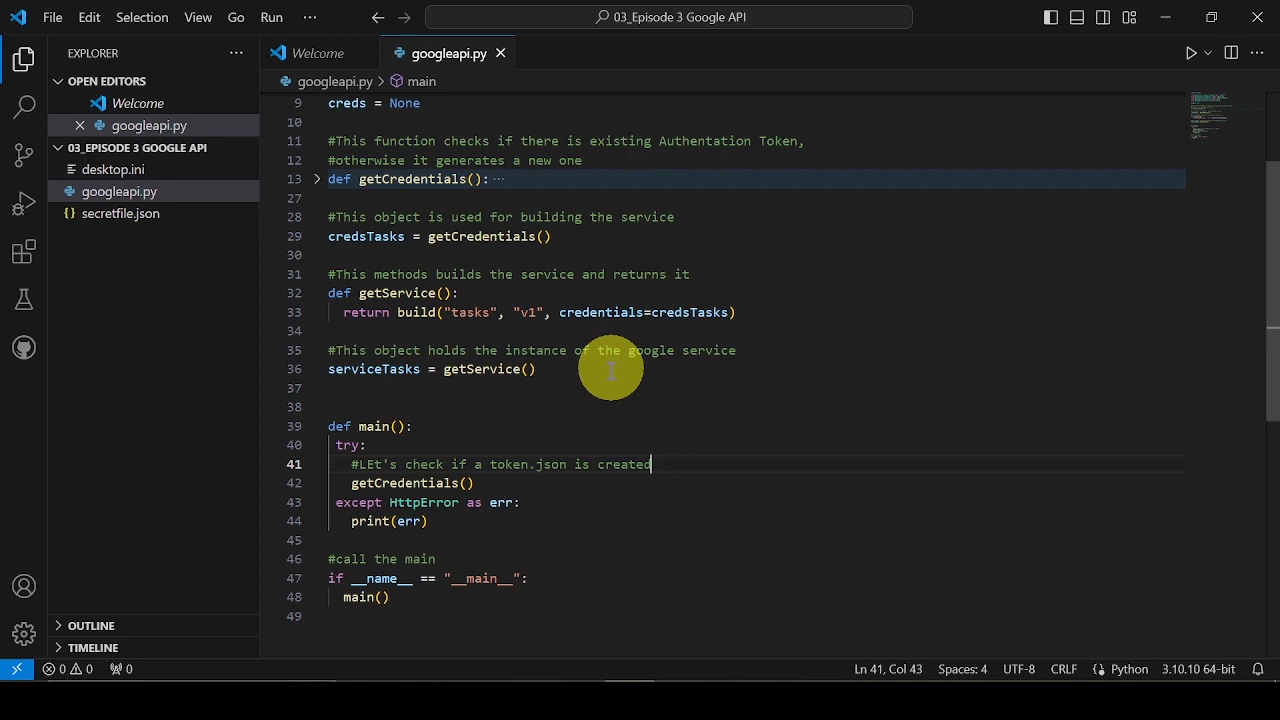 File Edit Selection View Go Run ··· 03_Episode 3 Google API
EXPLORER ···
OPEN EDITORS
Welcome
googleapi.py
03_EPISODE 3 GOOGLE API
desktop.ini
googleapi.py
{} secretfile.json
OUTLINE
TIMELINE
Welcome googleapi.py
googleapi.py > main
9 creds = None
10
11 #This function checks if there is existing Authentation Token,
12 #otherwise it generates a new one
13 def getCredentials(): ···
27
28 #This object is used for building the service
29 credsTasks = getCredentials()
30
31 #This methods builds the service and returns it
32 def getService():
33 return build("tasks", "v1", credentials=credsTasks)
34
35 #This object holds the instance of the google service
36 serviceTasks = getService()
37
38
39 def main():
40 try:
41 #LEt's check if a token.json is created
42 getCredentials()
43 except HttpError as err:
44 print(err)
45
46 #call the main
47 if __name__ == "__main__":
48 main()
49
0 0 0 Ln 41, Col 43 Spaces: 4 UTF-8 CRLF Python 3.10.10 64-bit